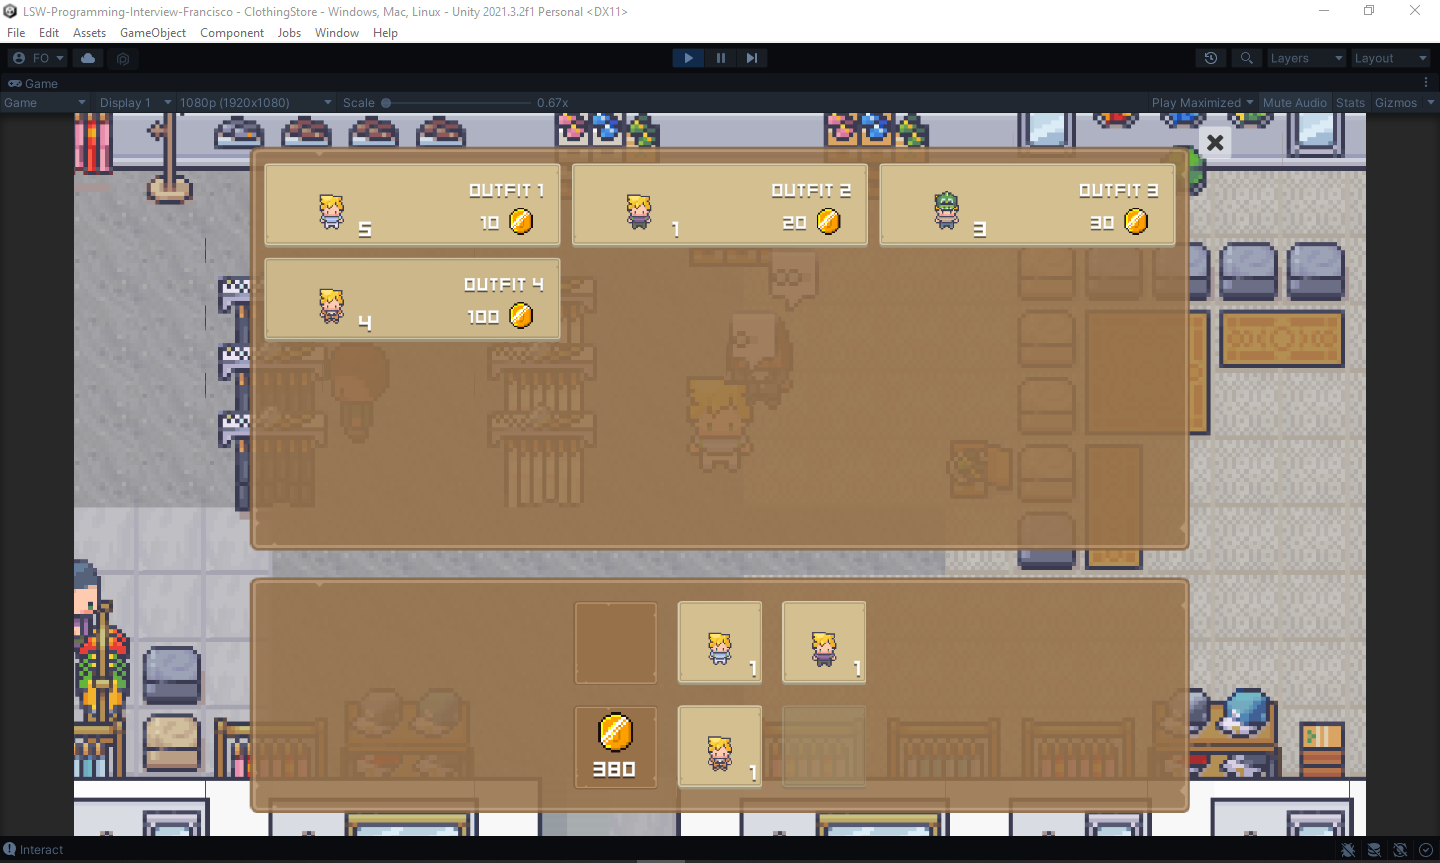 LSW-Programming-Interview-Francisco - ClothingStore - Windows, Mac, Linux - Unity 2021.3.2f1 Personal <DX11>
File Edit Assets GameObject Component Jobs Window Help
FO Layers Layout
Game
Game Display 1 1080p (1920x1080) Scale 0.67x Play Maximized Mute Audio Stats Gizmos
OUTFIT 1 OUTFIT 2 OUTFIT 3
5 10 1 20 3 30
OUTFIT 4
4 100
1 1
380 1
Interact